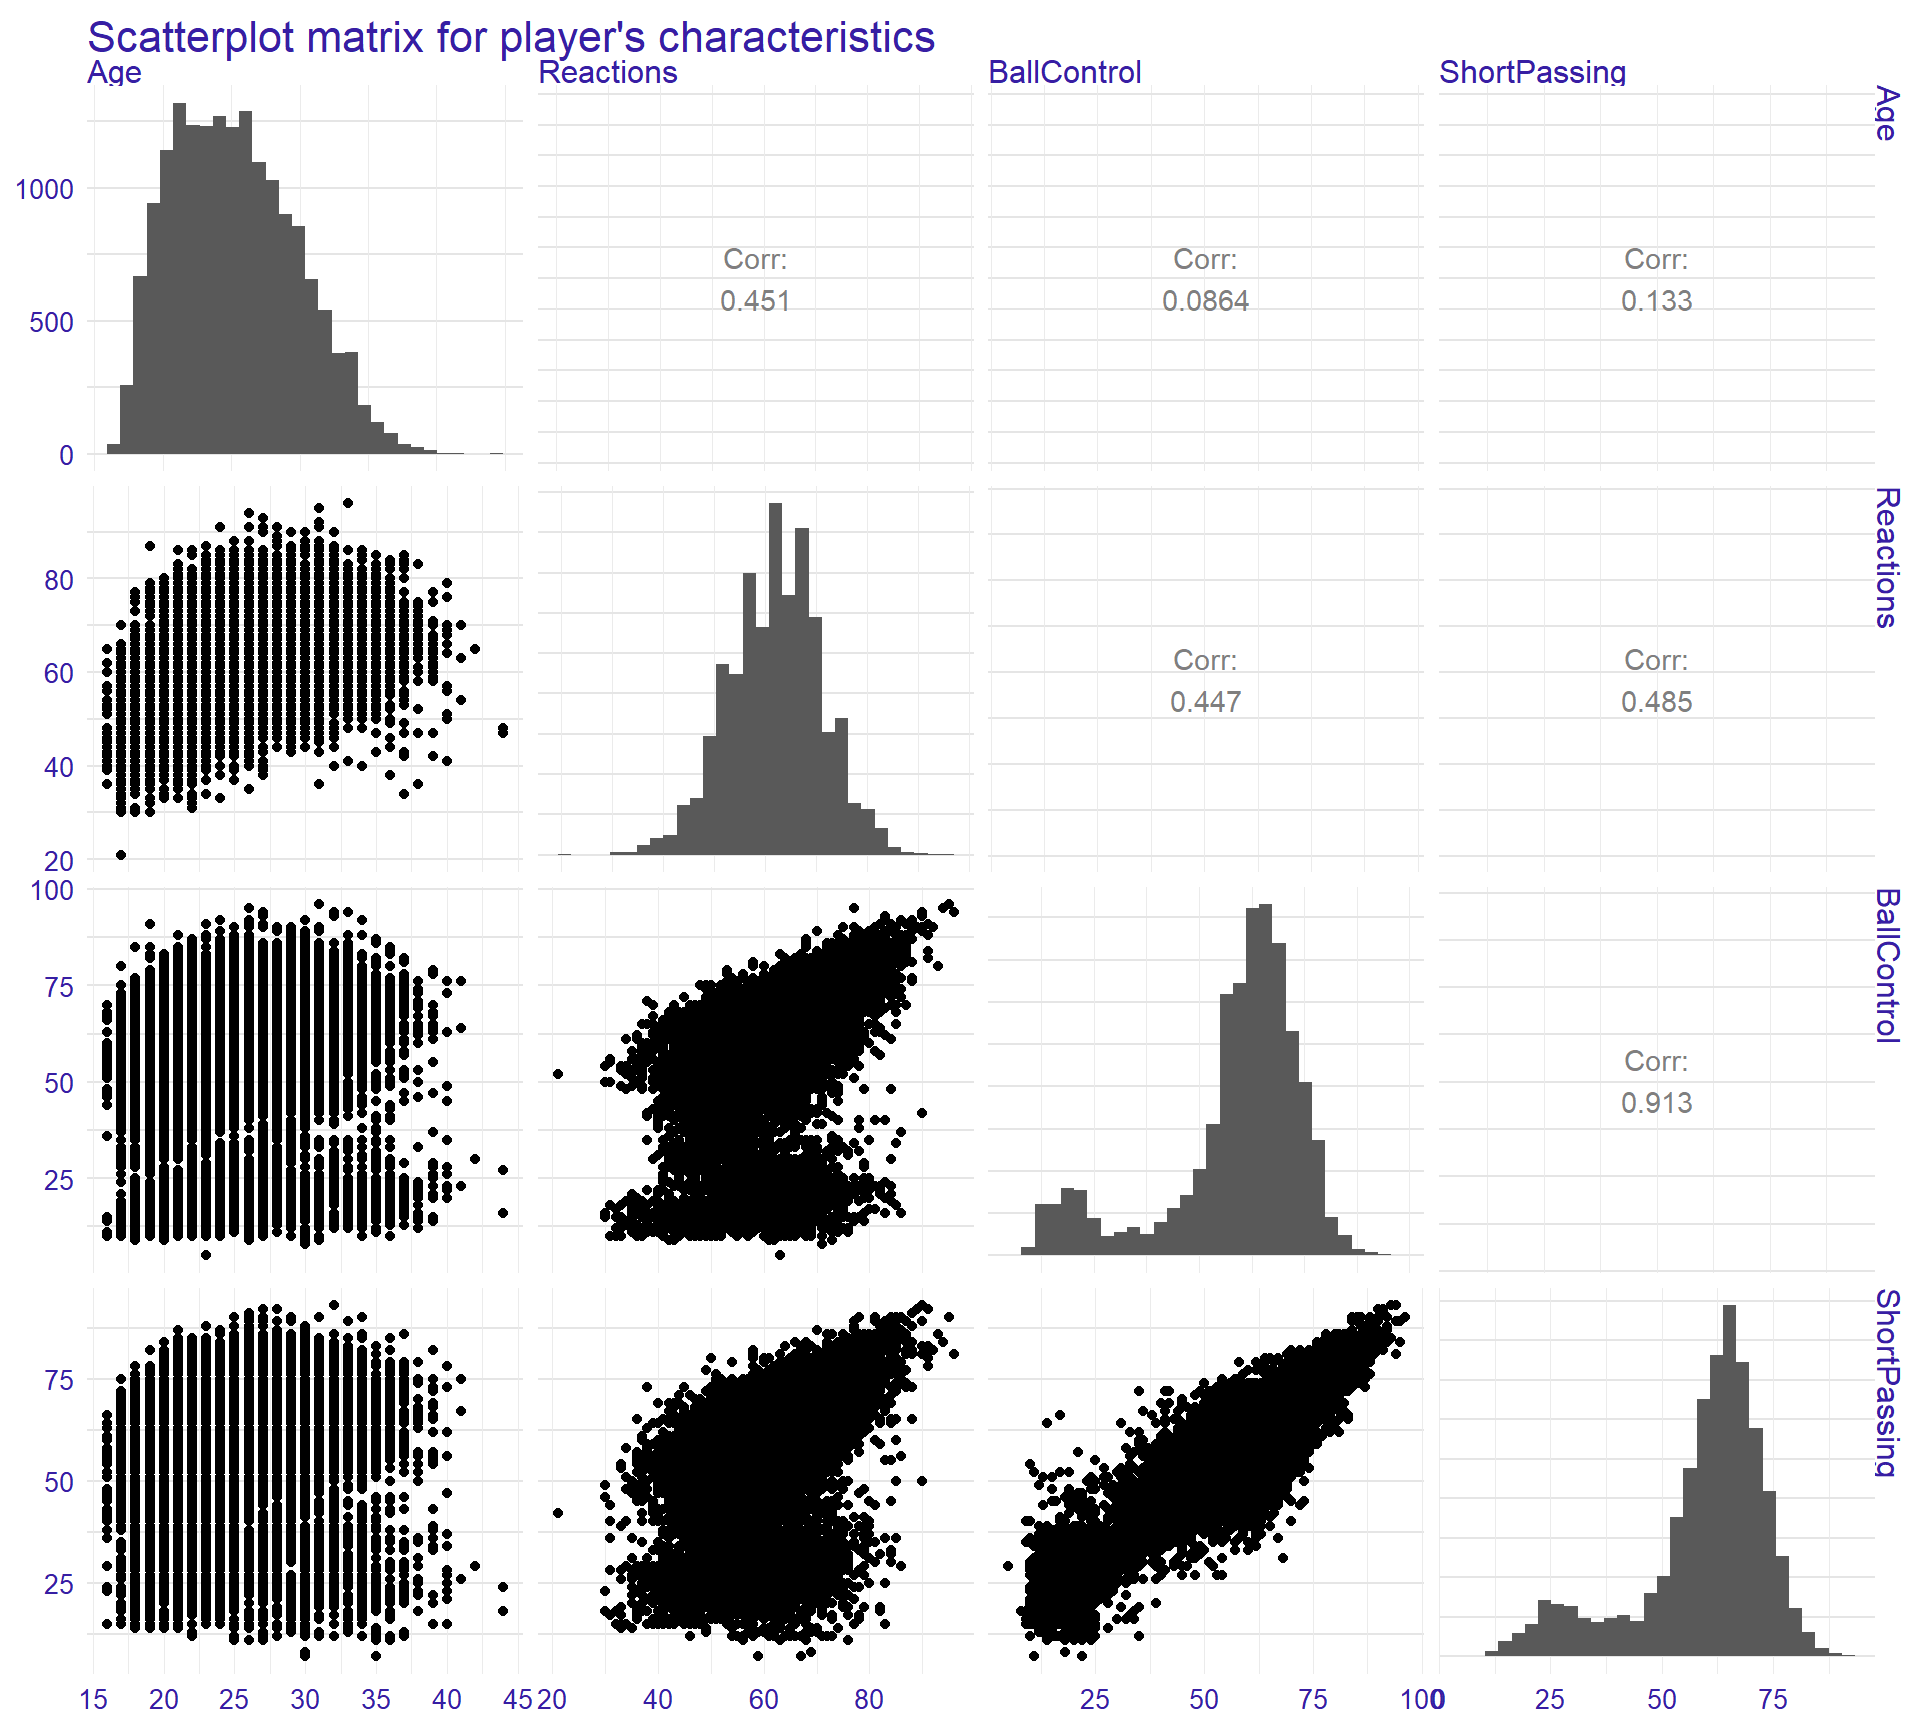 Scatterplot matrix for player's characteristics
Age Reactions BallControl ShortPassing
Age
1000
500
0
Corr:
0.451
Corr:
0.0864
Corr:
0.133
Reactions
80
60
40
20
Corr:
0.447
Corr:
0.485
BallControl
100
75
50
25
Corr:
0.913
ShortPassing
75
50
25
15 20 25 30 35 40 45 20 40 60 80 25 50 75 100 0 25 50 75